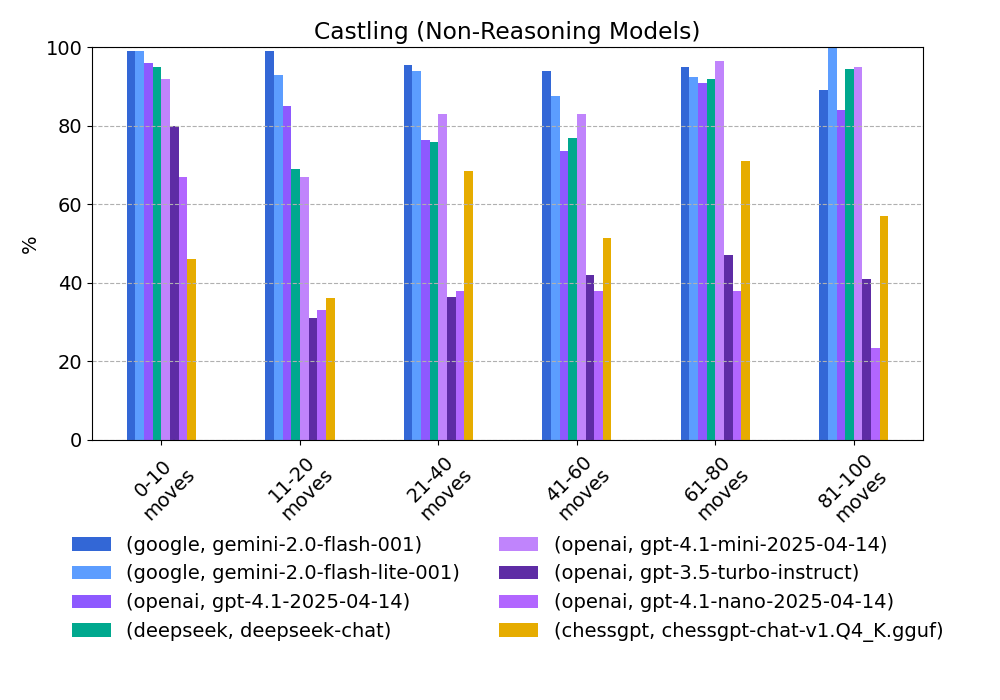 Castling (Non-Reasoning Models)
100
80
60
40
20
0
%
0-10
moves
11-20
moves
21-40
moves
41-60
moves
61-80
moves
81-100
moves
(google, gemini-2.0-flash-001)
(google, gemini-2.0-flash-lite-001)
(openai, gpt-4.1-2025-04-14)
(deepseek, deepseek-chat)
(openai, gpt-4.1-mini-2025-04-14)
(openai, gpt-3.5-turbo-instruct)
(openai, gpt-4.1-nano-2025-04-14)
(chessgpt, chessgpt-chat-v1.Q4_K.gguf)